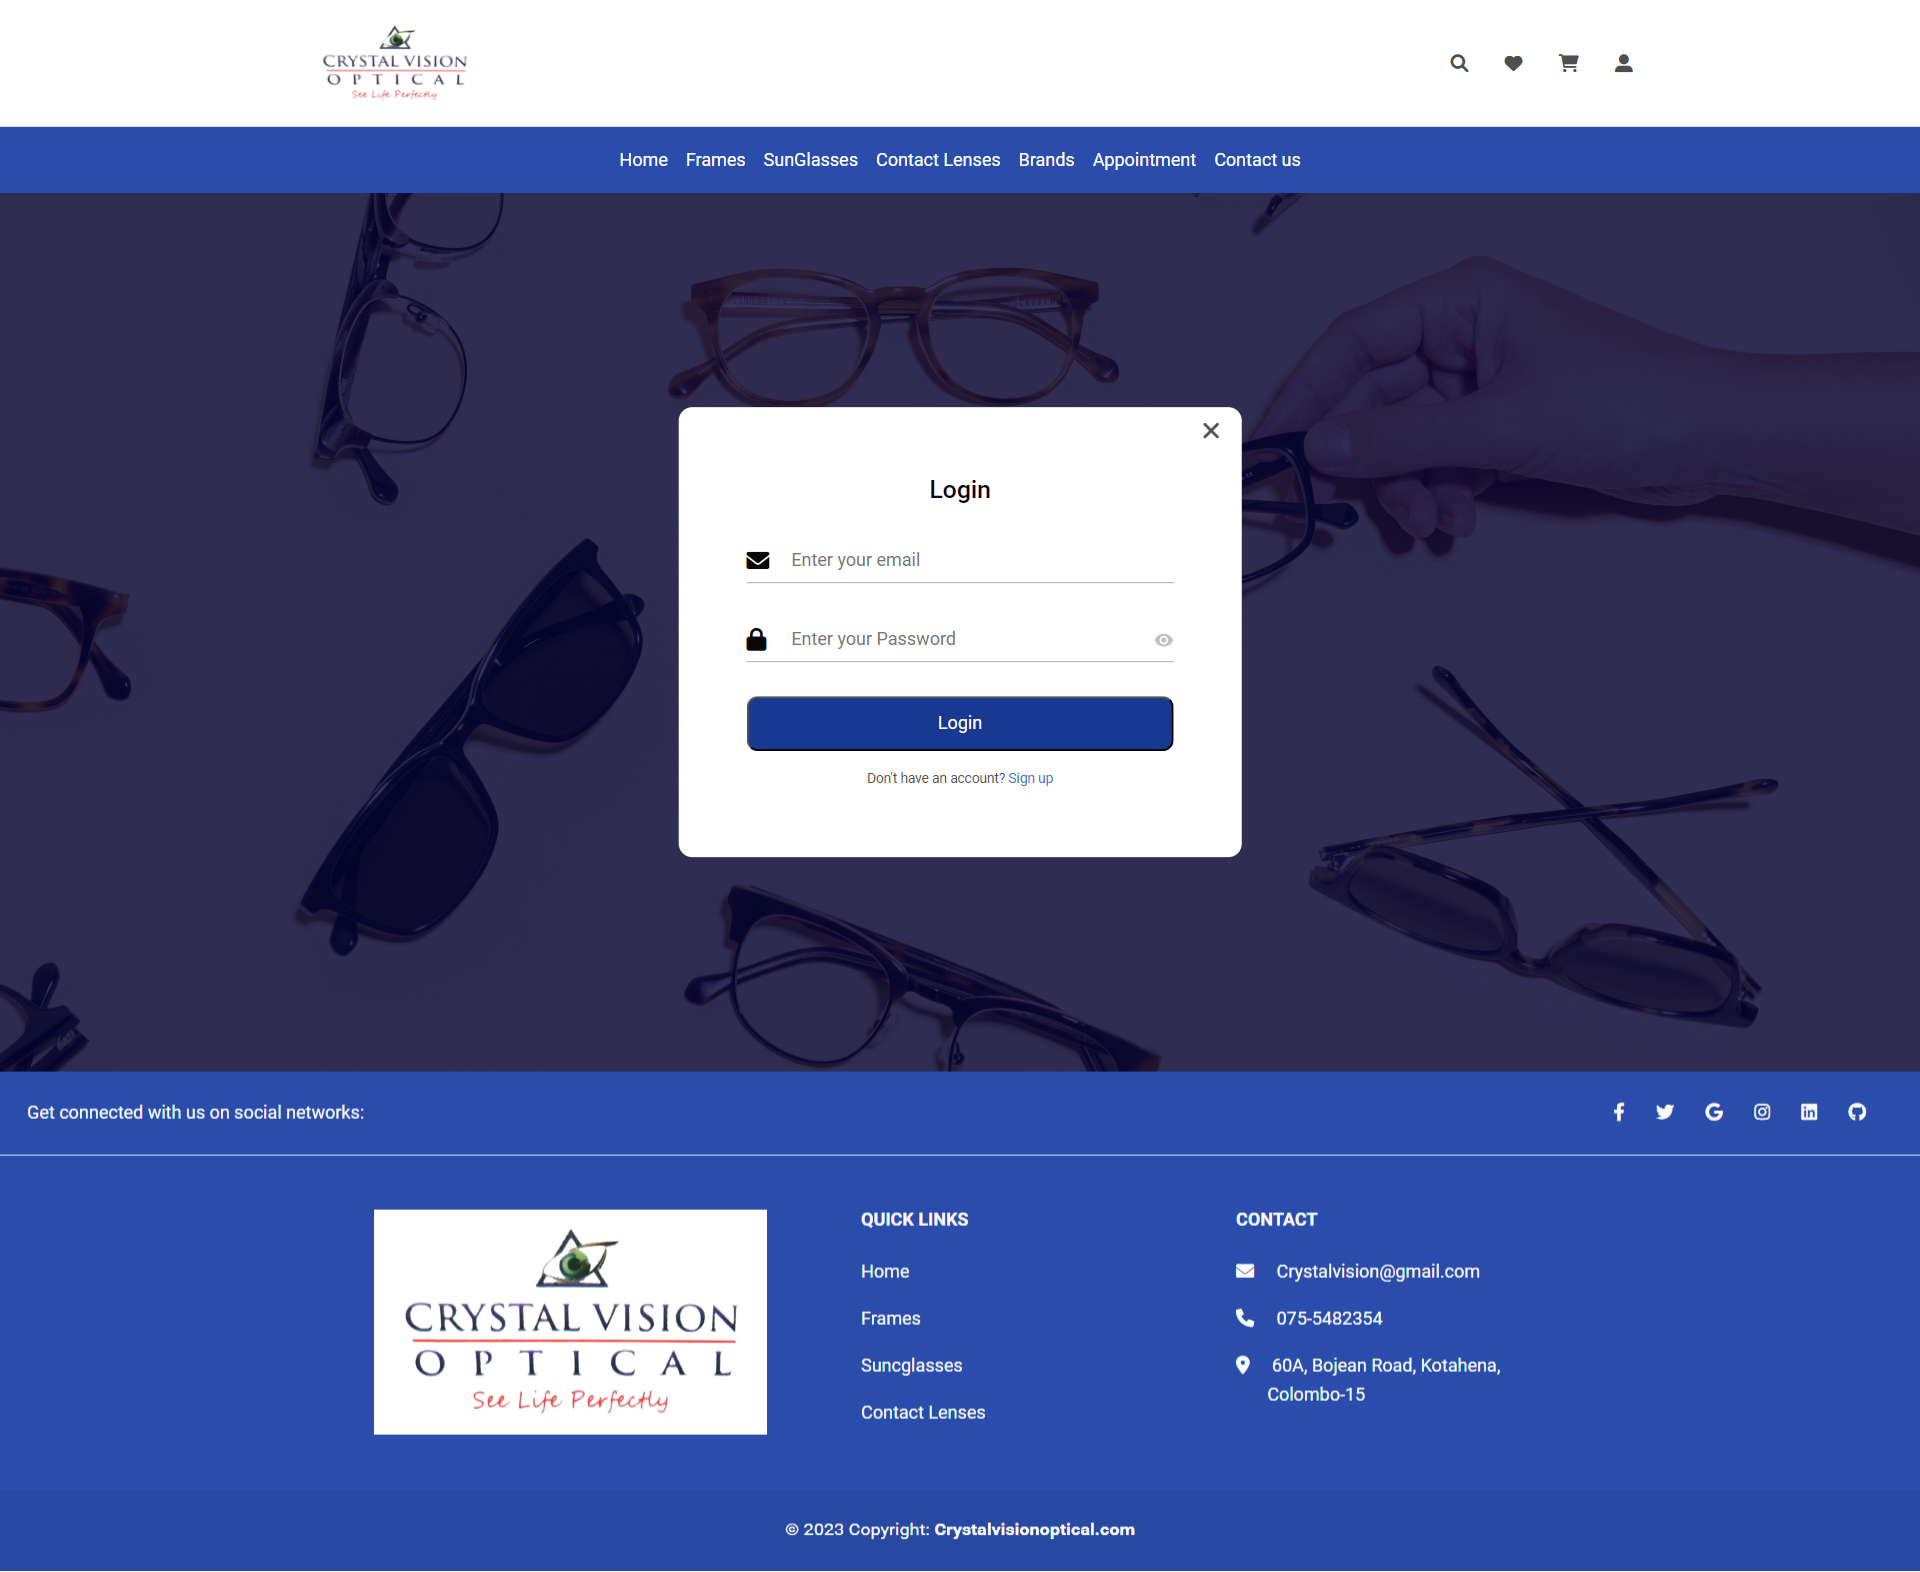 CRYSTAL VISION
OPTICAL
See Life Perfectly
Home Frames SunGlasses Contact Lenses Brands Appointment Contact us
Login
Enter your email
Enter your Password
Login
Don't have an account? Sign up
Get connected with us on social networks:
CRYSTAL VISION
OPTICAL
See Life Perfectly
QUICK LINKS
Home
Frames
Suncglasses
Contact Lenses
CONTACT
Crystalvision@gmail.com
075-5482354
60A, Bojean Road, Kotahena,
Colombo-15
© 2023 Copyright: Crystalvisionoptical.com